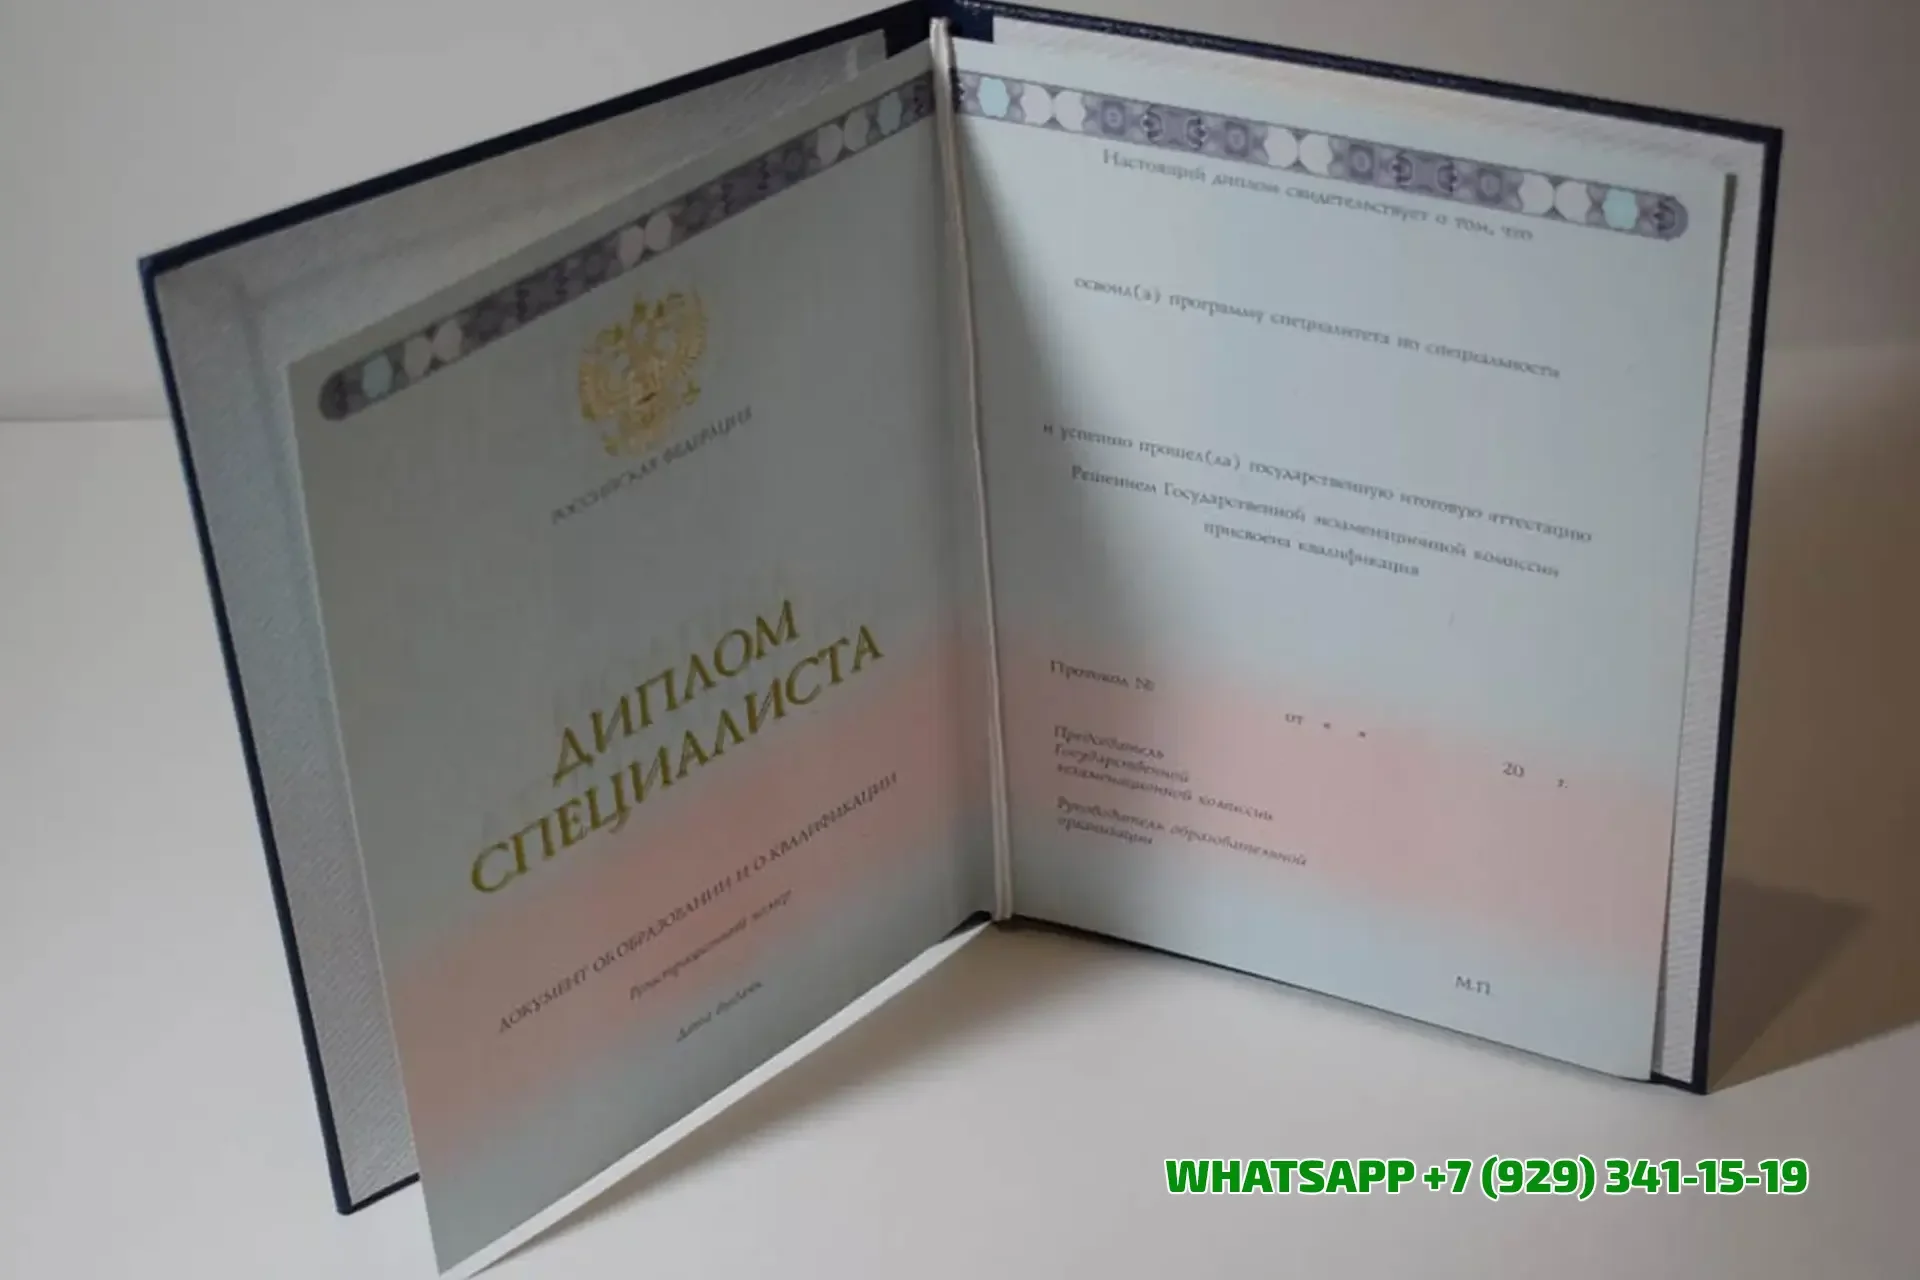 РОССИЙСКАЯ ФЕДЕРАЦИЯ
ДИПЛОМ
СПЕЦИАЛИСТА
ДОКУМЕНТ ОБ ОБРАЗОВАНИИ И О КВАЛИФИКАЦИИ
Регистрационный номер
Дата выдачи
Настоящий диплом свидетельствует о том, что
освоил(а) программу специалитета по специальности
и успешно прошел(ла) государственную итоговую аттестацию
Решением Государственной экзаменационной комиссии
присвоена квалификация
Протокол №
от « »
20 г.
Председатель
Государственной
экзаменационной комиссии
Руководитель образовательной
организации
М.П.
WHATSAPP +7 (929) 341-15-19